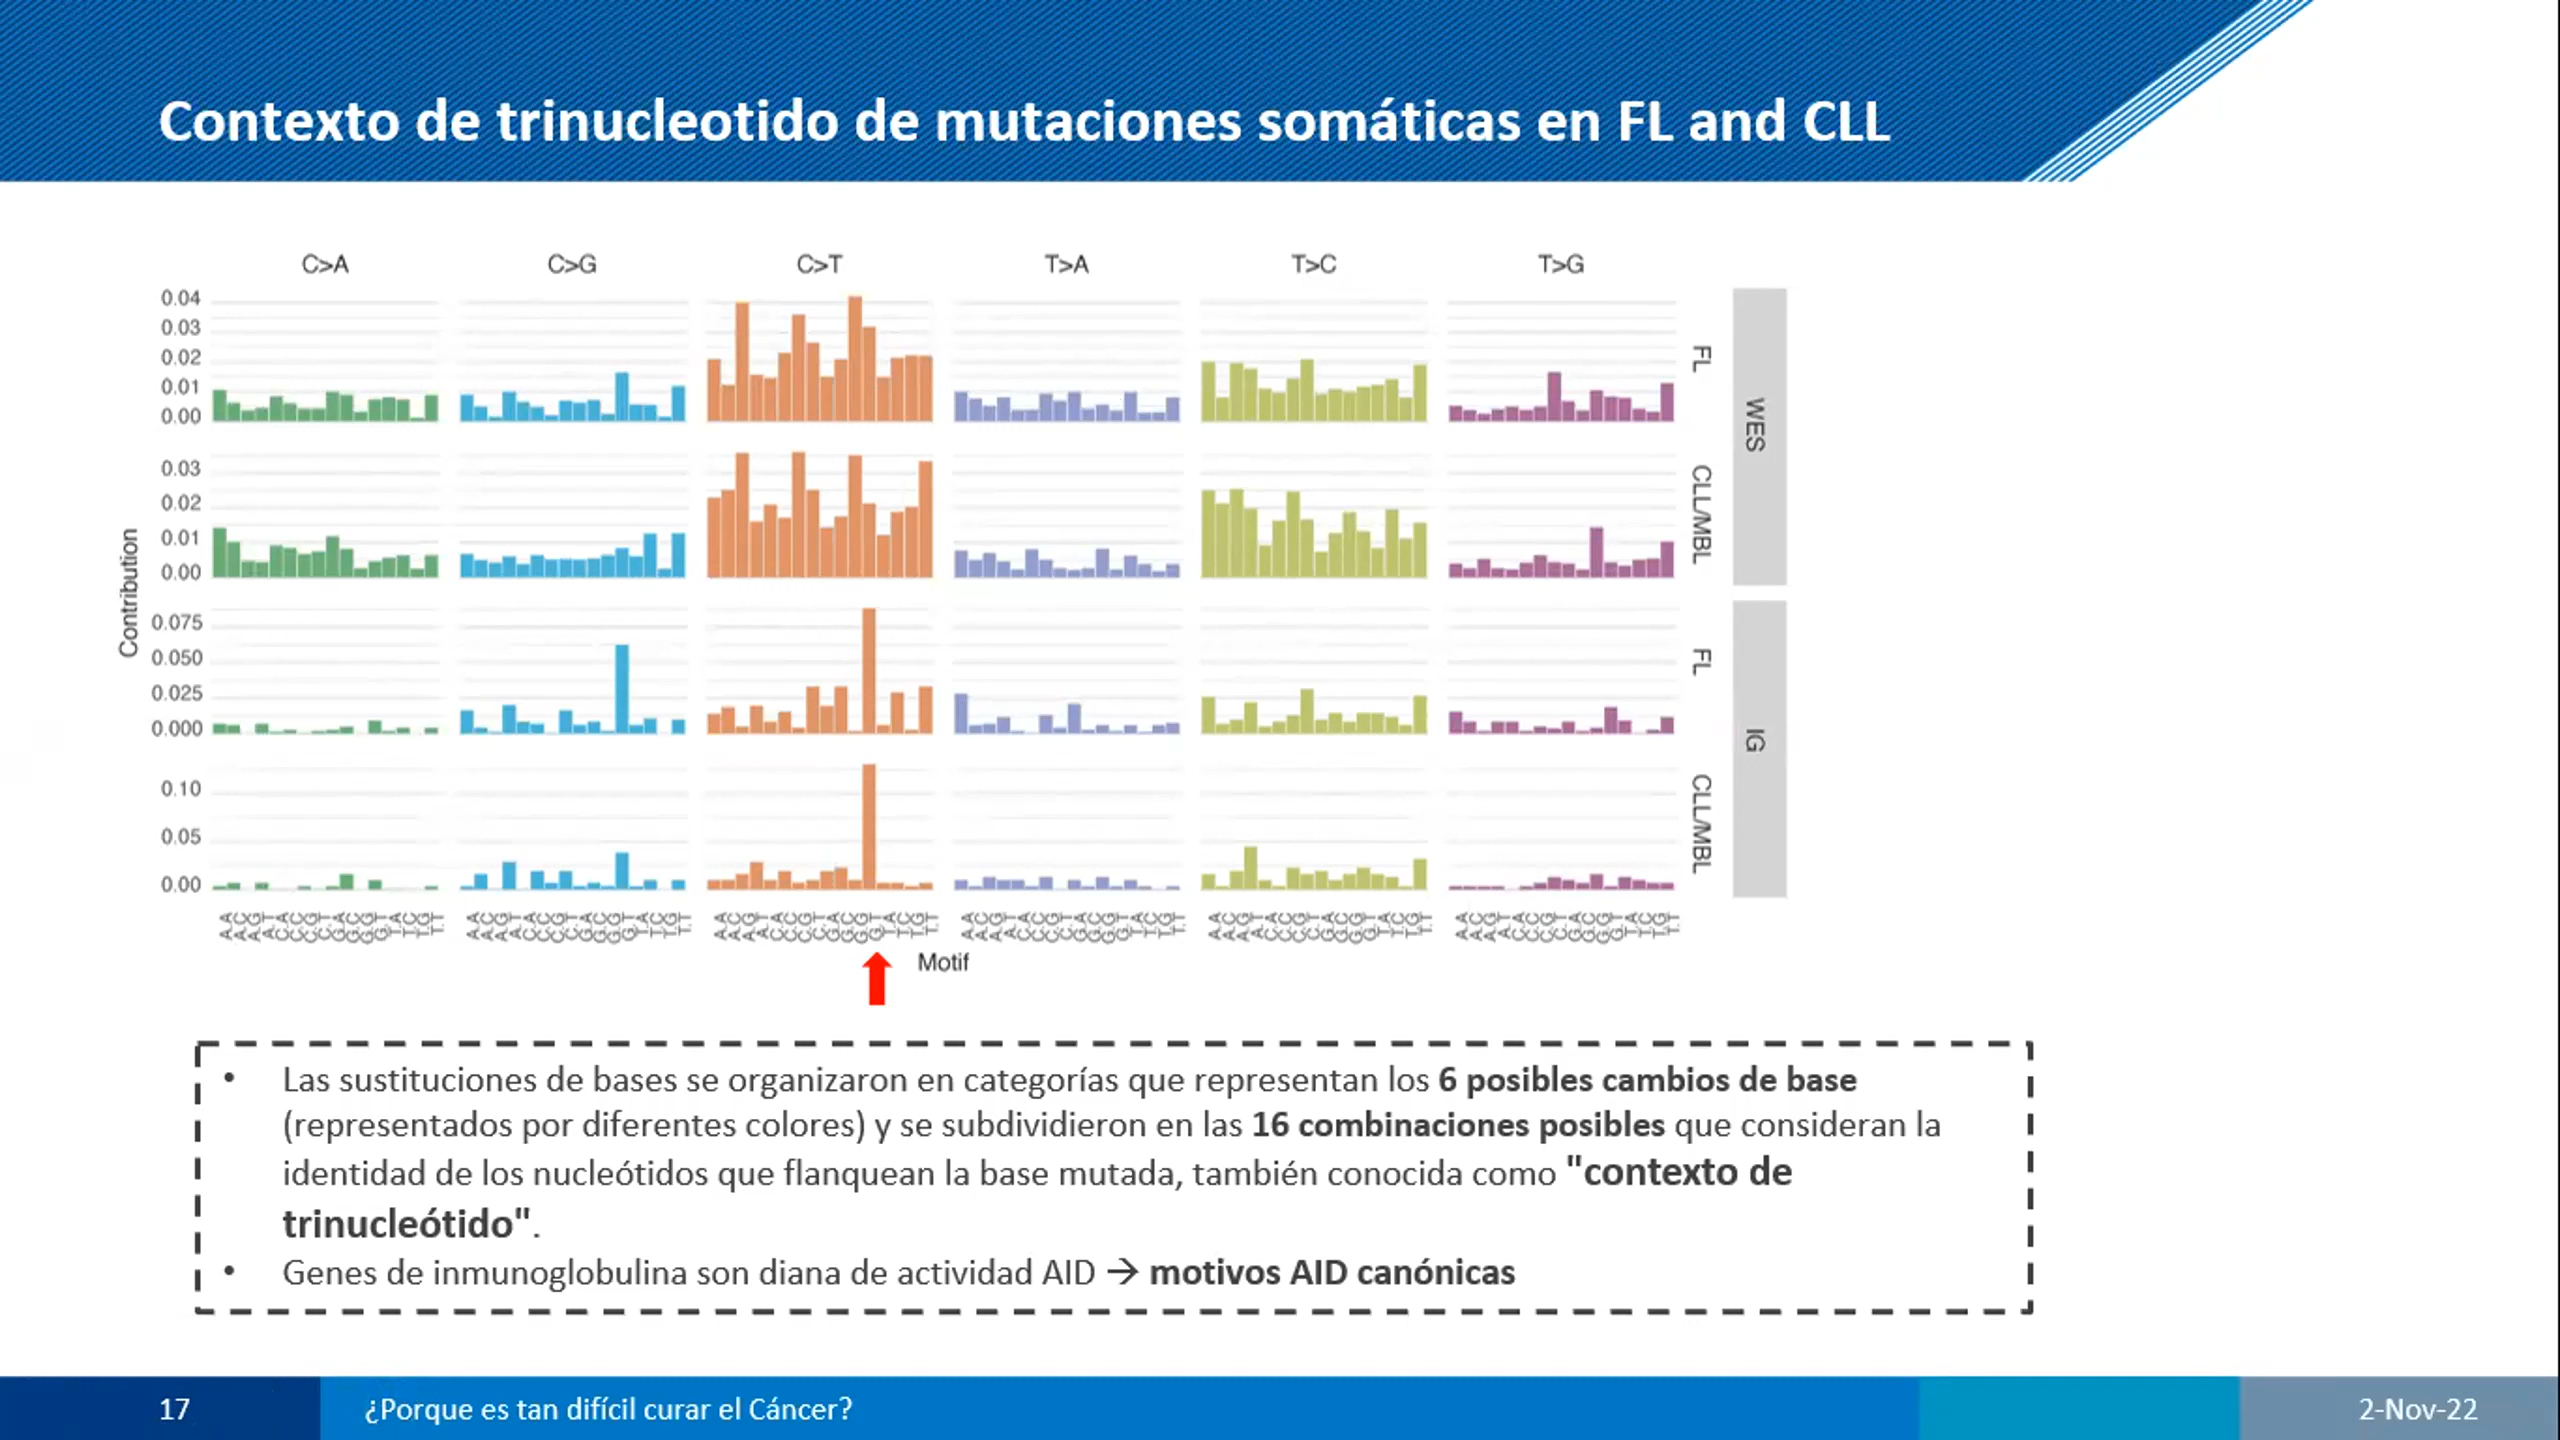 Contexto de trinucleotido de mutaciones somáticas en FL and CLL
C>A C>G C>T T>A T>C T>G
0.04
0.03
0.02
0.01
0.00
FL
0.03
0.02
0.01
0.00
CLL/MBL
WES
Contribution
0.075
0.050
0.025
0.000
FL
0.10
0.05
0.00
CLL/MBL
IG
Motif
• Las sustituciones de bases se organizaron en categorías que representan los 6 posibles cambios de base
(representados por diferentes colores) y se subdividieron en las 16 combinaciones posibles que consideran la
identidad de los nucleótidos que flanquean la base mutada, también conocida como "contexto de
trinucleótido".
• Genes de inmunoglobulina son diana de actividad AID → motivos AID canónicas
17 ¿Porque es tan difícil curar el Cáncer? 2-Nov-22